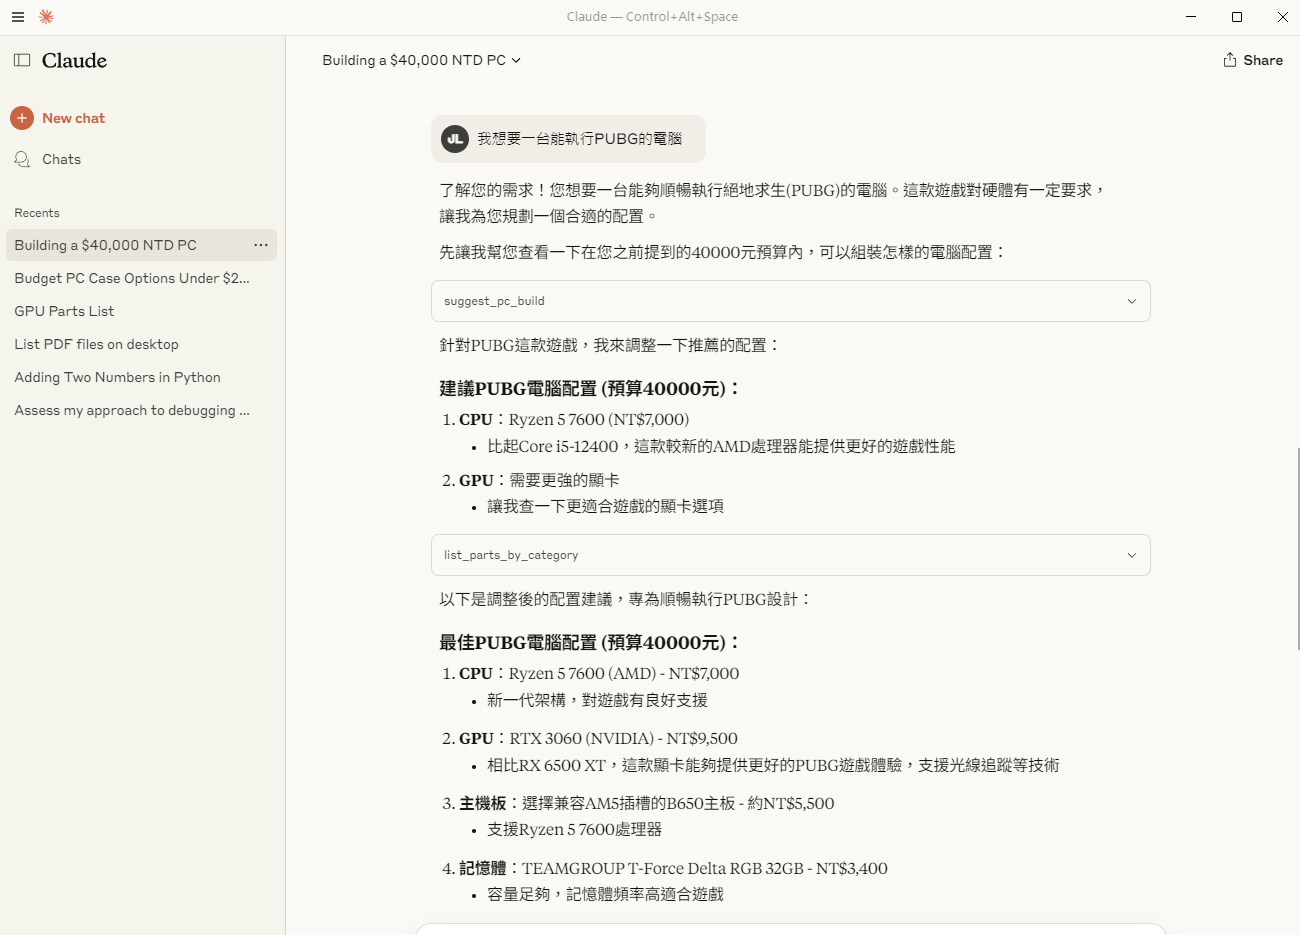 Claude — Control+Alt+Space
Claude
Building a $40,000 NTD PC
Share
New chat
Chats
Recents
Building a $40,000 NTD PC
Budget PC Case Options Under $2...
GPU Parts List
List PDF files on desktop
Adding Two Numbers in Python
Assess my approach to debugging ...
JL 我想要一台能執行PUBG的電腦
了解您的需求！您想要一台能夠順暢執行絕地求生(PUBG)的電腦。這款遊戲對硬體有一定要求，
讓我為您規劃一個合適的配置。
先讓我幫您查看一下在您之前提到的40000元預算內，可以組裝怎樣的電腦配置：
suggest_pc_build
針對PUBG這款遊戲，我來調整一下推薦的配置：
建議PUBG電腦配置 (預算40000元)：
1. CPU：Ryzen 5 7600 (NT$7,000)
• 比起Core i5-12400，這款較新的AMD處理器能提供更好的遊戲性能
2. GPU：需要更強的顯卡
• 讓我查一下更適合遊戲的顯卡選項
list_parts_by_category
以下是調整後的配置建議，專為順暢執行PUBG設計：
最佳PUBG電腦配置 (預算40000元)：
1. CPU：Ryzen 5 7600 (AMD) - NT$7,000
• 新一代架構，對遊戲有良好支援
2. GPU：RTX 3060 (NVIDIA) - NT$9,500
• 相比RX 6500 XT，這款顯卡能夠提供更好的PUBG遊戲體驗，支援光線追蹤等技術
3. 主機板：選擇兼容AM5插槽的B650主板 - 約NT$5,500
• 支援Ryzen 5 7600處理器
4. 記憶體：TEAMGROUP T-Force Delta RGB 32GB - NT$3,400
• 容量足夠，記憶體頻率高適合遊戲